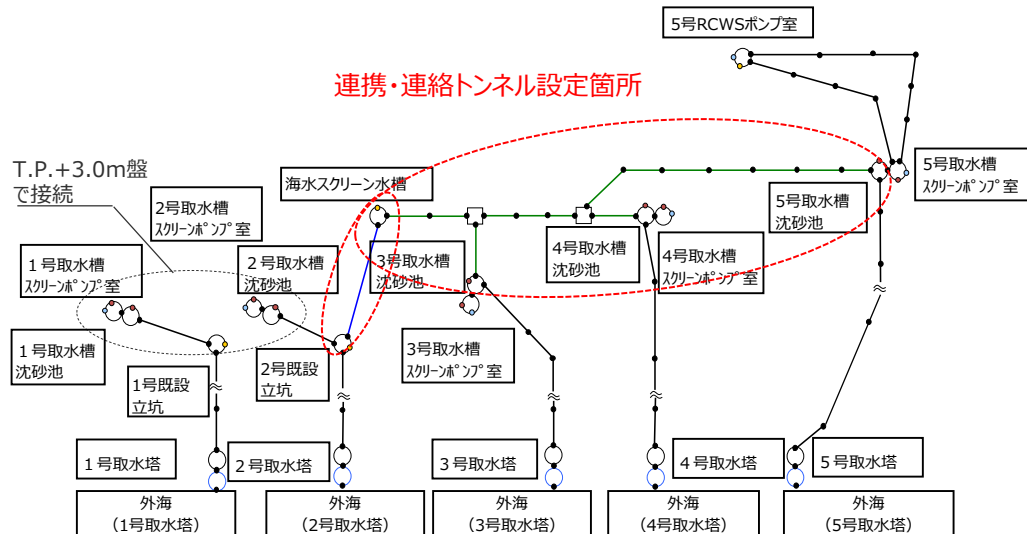 5号RCWSポンプ室
連携・連絡トンネル設定箇所
T.P.+3.0m盤
で接続
海水スクリーン水槽
5号取水槽
スクリーンポンプ室
2号取水槽
スクリーンポンプ室
5号取水槽
沈砂池
1号取水槽
スクリーンポンプ室
2号取水槽
沈砂池
3号取水槽
沈砂池
4号取水槽
沈砂池
4号取水槽
スクリーンポンプ室
1号取水槽
沈砂池
1号既設
立坑
2号既設
立坑
3号取水槽
スクリーンポンプ室
1号取水塔
2号取水塔
3号取水塔
4号取水塔
5号取水塔
外海
(1号取水塔)
外海
(2号取水塔)
外海
(3号取水塔)
外海
(4号取水塔)
外海
(5号取水塔)